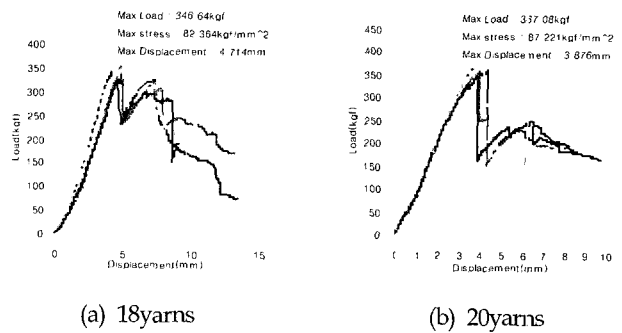 Max Load : 346 64kgf
Max stress : 82 364kgf/mm^2
Max Displacement : 4 714mm
400
350
300
250
200
150
100
50
0
Load(kgf)
0 5 10 15
Displacement(mm)
(a) 18yarns
Max Load : 337 08kgf
Max stress : 87 221kgf/mm^2
Max Displacement : 3 876mm
400
350
300
250
200
150
100
50
0
Load(kgf)
0 1 2 3 4 5 6 7 8 9 10
Displacement(mm)
(b) 20yarns